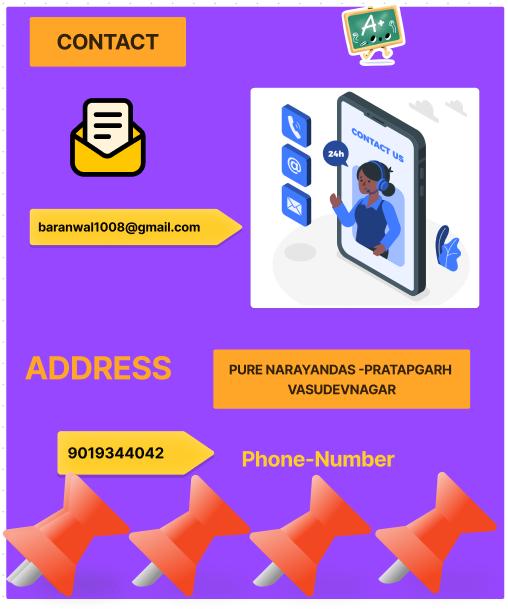 CONTACT
A+
CONTACT US
24h
@
baranwal1008@gmail.com
ADDRESS
PURE NARAYANDAS -PRATAPGARH
VASUDEVNAGAR
9019344042
Phone-Number